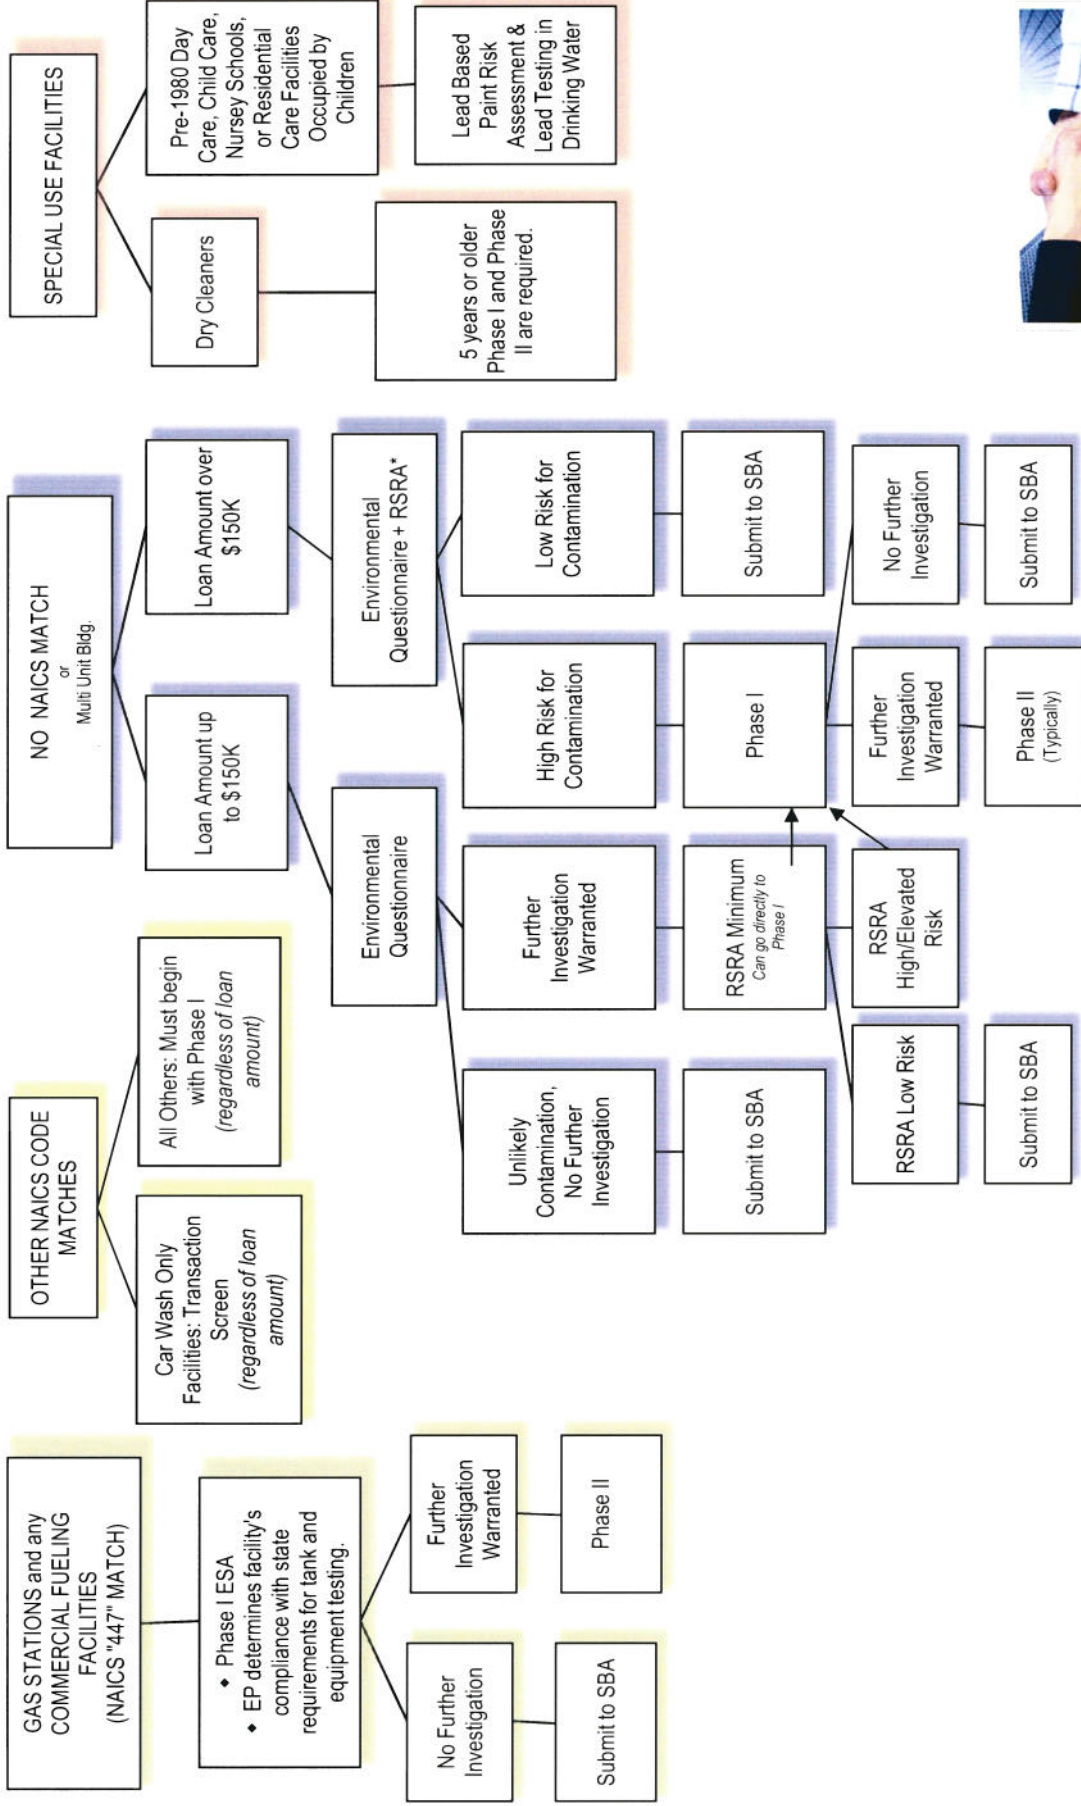 GAS STATIONS and any
COMMERCIAL FUELING
FACILITIES
(NAICS "447" MATCH)
◆ Phase I ESA
◆ EP determines facility's
compliance with state
requirements for tank and
equipment testing.
No Further
Investigation
Submit to SBA
Further
Investigation
Warranted
Phase II
OTHER NAICS CODE
MATCHES
Car Wash Only
Facilities: Transaction
Screen
(regardless of loan
amount)
All Others: Must begin
with Phase I
(regardless of loan
amount)
NO NAICS MATCH
or
Multi Unit Bldg.
Loan Amount up
to $150K
Loan Amount over
$150K
Environmental
Questionnaire
Environmental
Questionnaire + RSRA*
Unlikely
Contamination,
No Further
Investigation
Further
Investigation
Warranted
High Risk for
Contamination
Low Risk for
Contamination
Submit to SBA
RSRA Minimum
Can go directly to
Phase I
Phase I
Submit to SBA
RSRA Low Risk
RSRA
High/Elevated
Risk
Further
Investigation
Warranted
No Further
Investigation
Submit to SBA
Phase II
(Typically)
Submit to SBA
SPECIAL USE FACILITIES
Dry Cleaners
5 years or older
Phase I and Phase
II are required.
Pre-1980 Day
Care, Child Care,
Nursey Schools,
or Residential
Care Facilities
Occupied by
Children
Lead Based
Paint Risk
Assessment &
Lead Testing in
Drinking Water